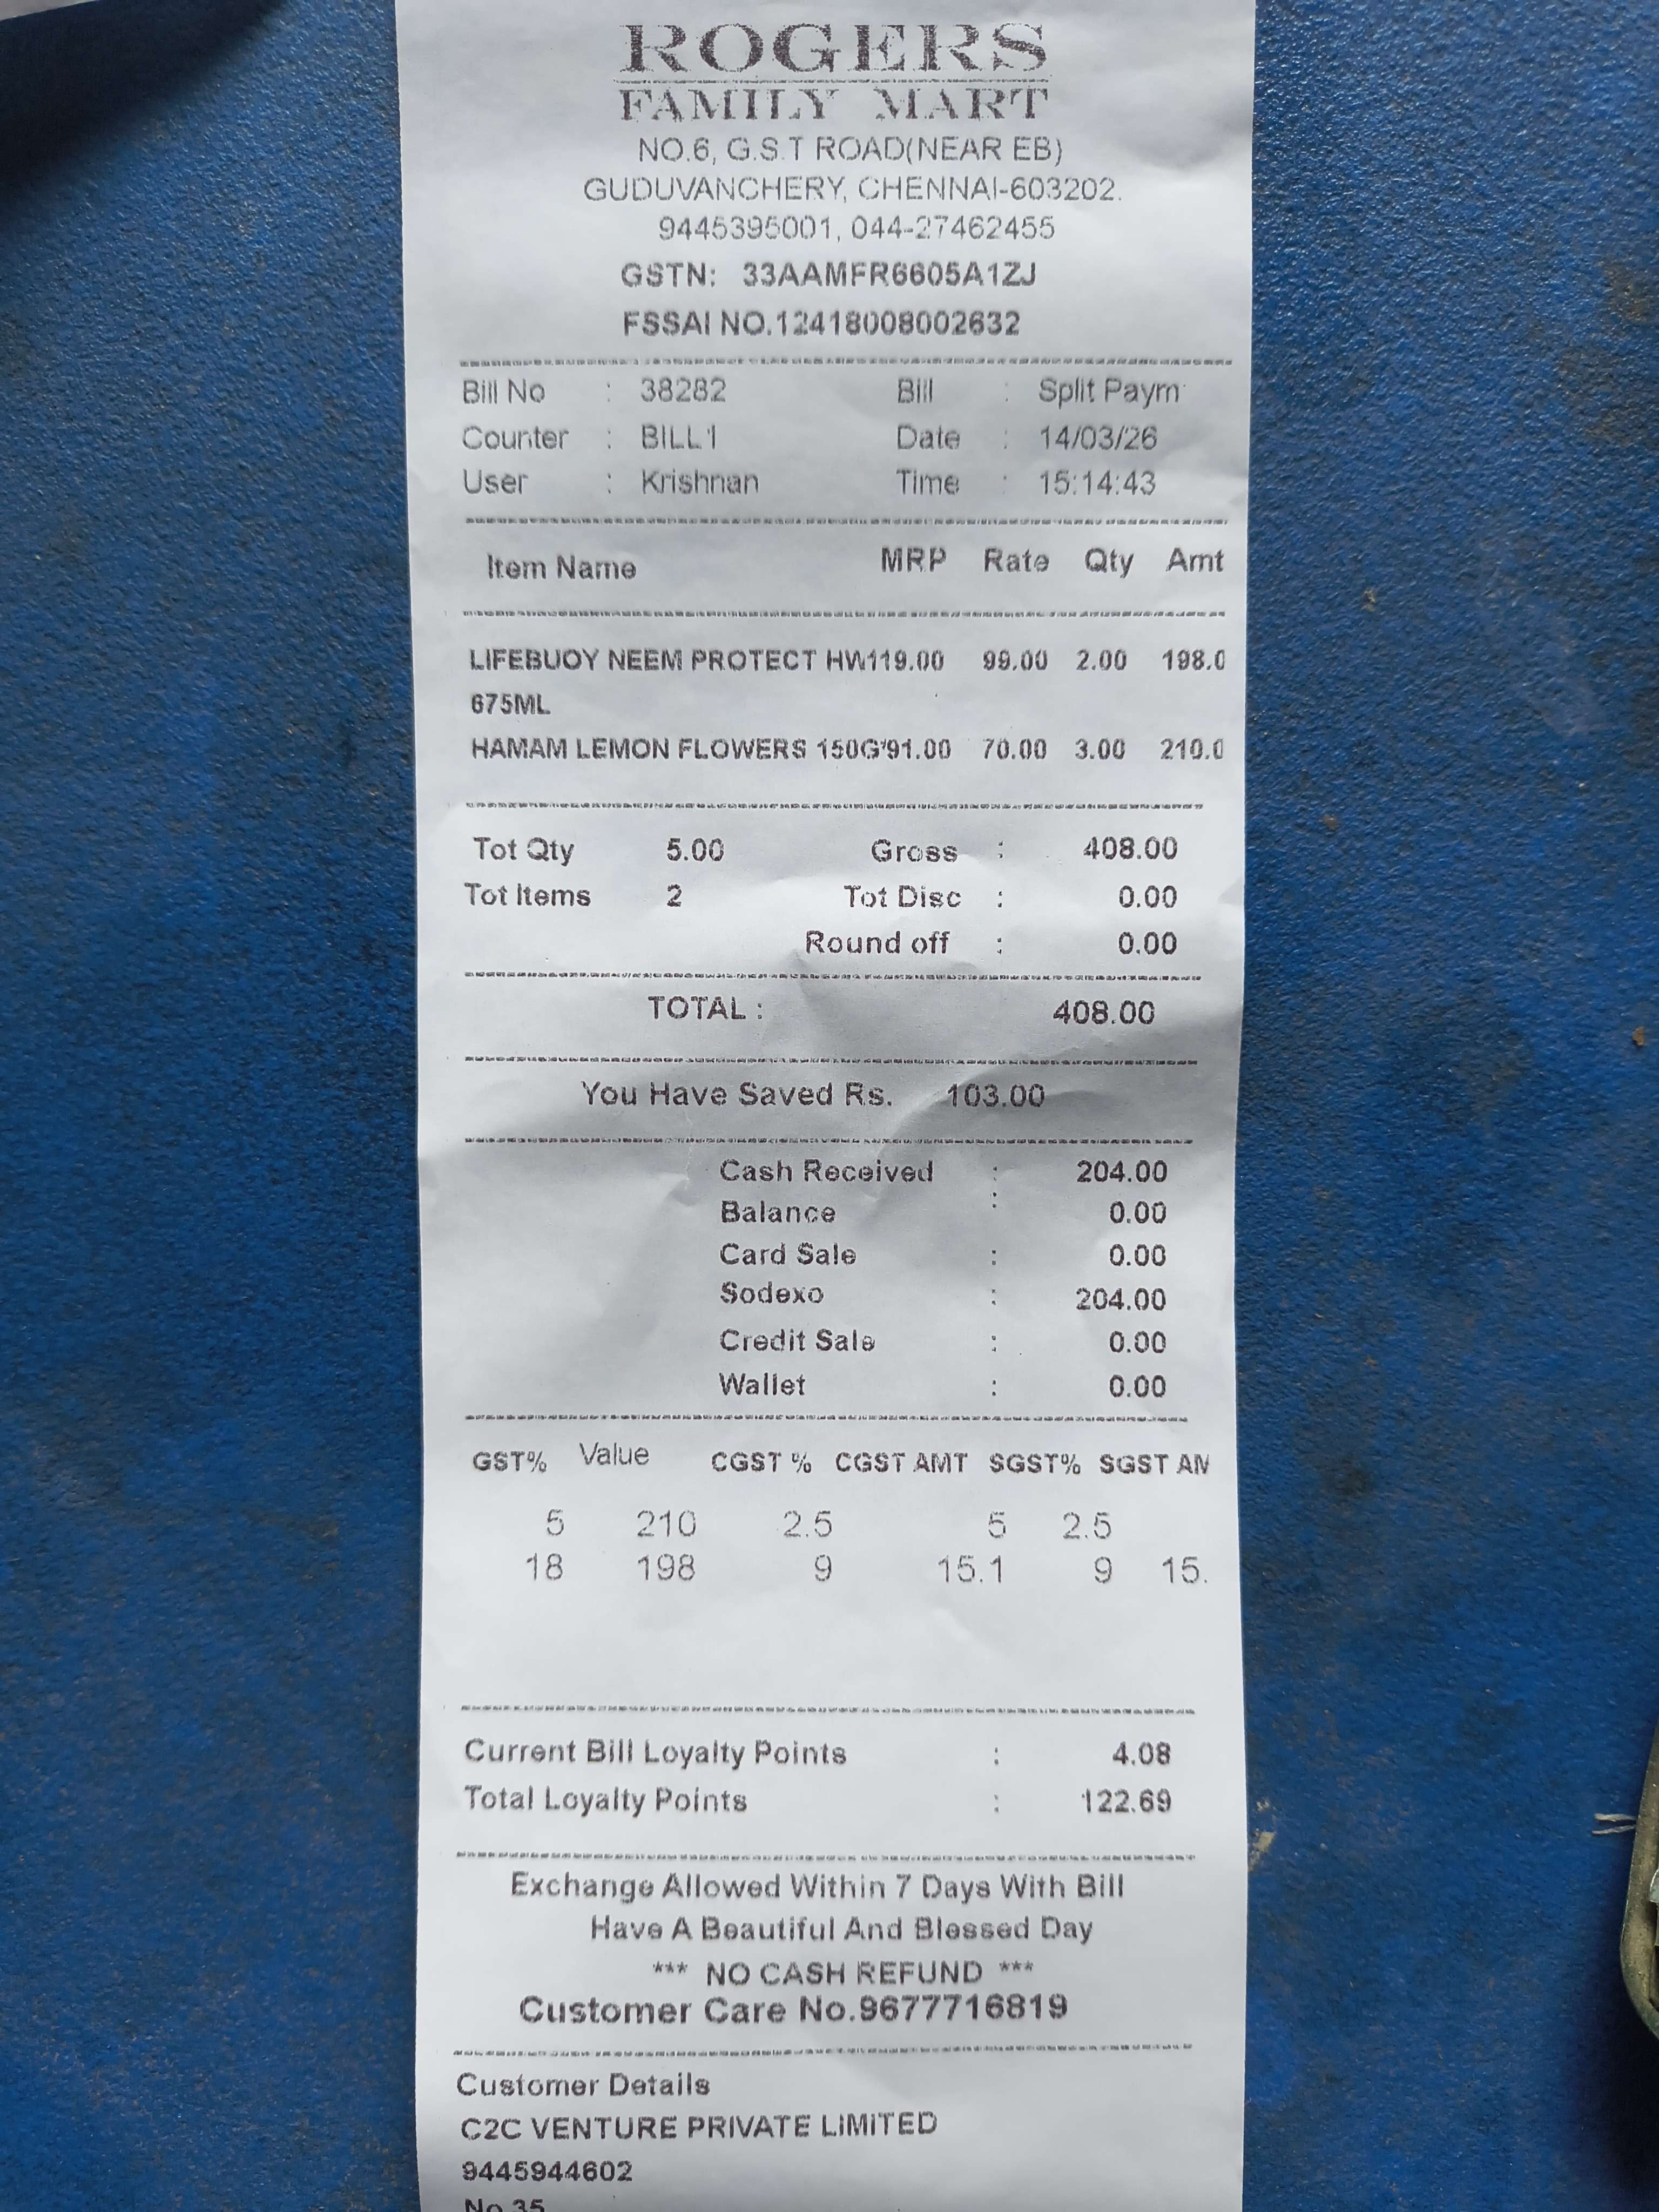 ROGERS
FAMILY MART
NO.6, G.S.T ROAD(NEAR EB)
GUDUVANCHERY, CHENNAI-603202.
9445395001, 044-27462455
GSTN: 33AAMFR6605A1ZJ
FSSAI NO.12418008002632
Bill No : 38282 Bill : Split Paym
Counter : BILL1 Date : 14/03/26
User : Krishnan Time : 15:14:43
Item Name MRP Rate Qty Amt
LIFEBUOY NEEM PROTECT HW119.00 99.00 2.00 198.0
675ML
HAMAM LEMON FLOWERS 150G'91.00 70.00 3.00 210.0
Tot Qty 5.00 Gross : 408.00
Tot Items 2 Tot Disc : 0.00
Round off : 0.00
TOTAL : 408.00
You Have Saved Rs. 103.00
Cash Received : 204.00
Balance : 0.00
Card Sale : 0.00
Sodexo : 204.00
Credit Sale : 0.00
Wallet : 0.00
GST% Value CGST % CGST AMT SGST% SGST AM
5 210 2.5 5 2.5
18 198 9 15.1 9 15.
Current Bill Loyalty Points : 4.08
Total Loyalty Points : 122.69
Exchange Allowed Within 7 Days With Bill
Have A Beautiful And Blessed Day
*** NO CASH REFUND ***
Customer Care No.9677716819
Customer Details
C2C VENTURE PRIVATE LIMITED
9445944602
No 35